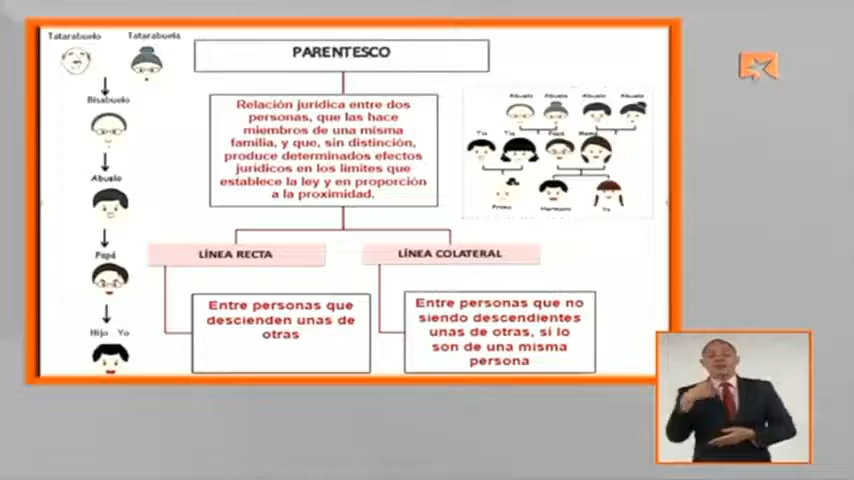 Tatarabuelo Tatarabuela
PARENTESCO
Bisabuelo
Abuelo
Papá
Hijo Yo
Relación jurídica entre dos
personas, que las hace
miembros de una misma
familia, y que, sin distinción,
produce determinados efectos
jurídicos en los límites que
establece la ley y en proporción
a la proximidad.
Abuelo Abuela Abuelo Abuela
Tío Tía Papá Mamá
Primo Hermano Yo
LÍNEA RECTA
LÍNEA COLATERAL
Entre personas que
descienden unas de
otras
Entre personas que no
siendo descendientes
unas de otras, sí lo
son de una misma
persona